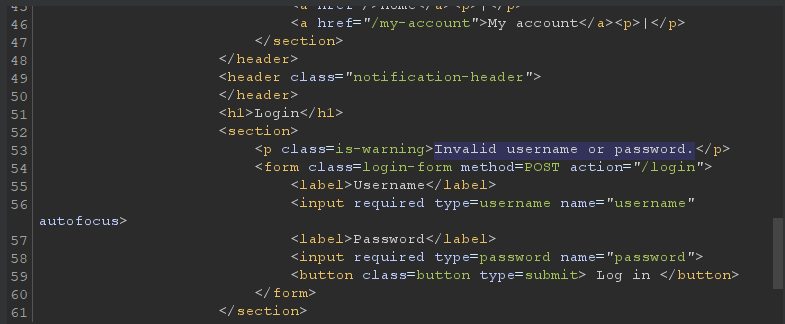 45 <a href=/>Home</a><p>|</p>
46 <a href="/my-account">My account</a><p>|</p>
47 </section>
48 </header>
49 <header class="notification-header">
50 </header>
51 <h1>Login</h1>
52 <section>
53 <p class=is-warning>Invalid username or password.</p>
54 <form class=login-form method=POST action="/login">
55 <label>Username</label>
56 <input required type=username name="username"
autofocus>
57 <label>Password</label>
58 <input required type=password name="password">
59 <button class=button type=submit> Log in </button>
60 </form>
61 </section>